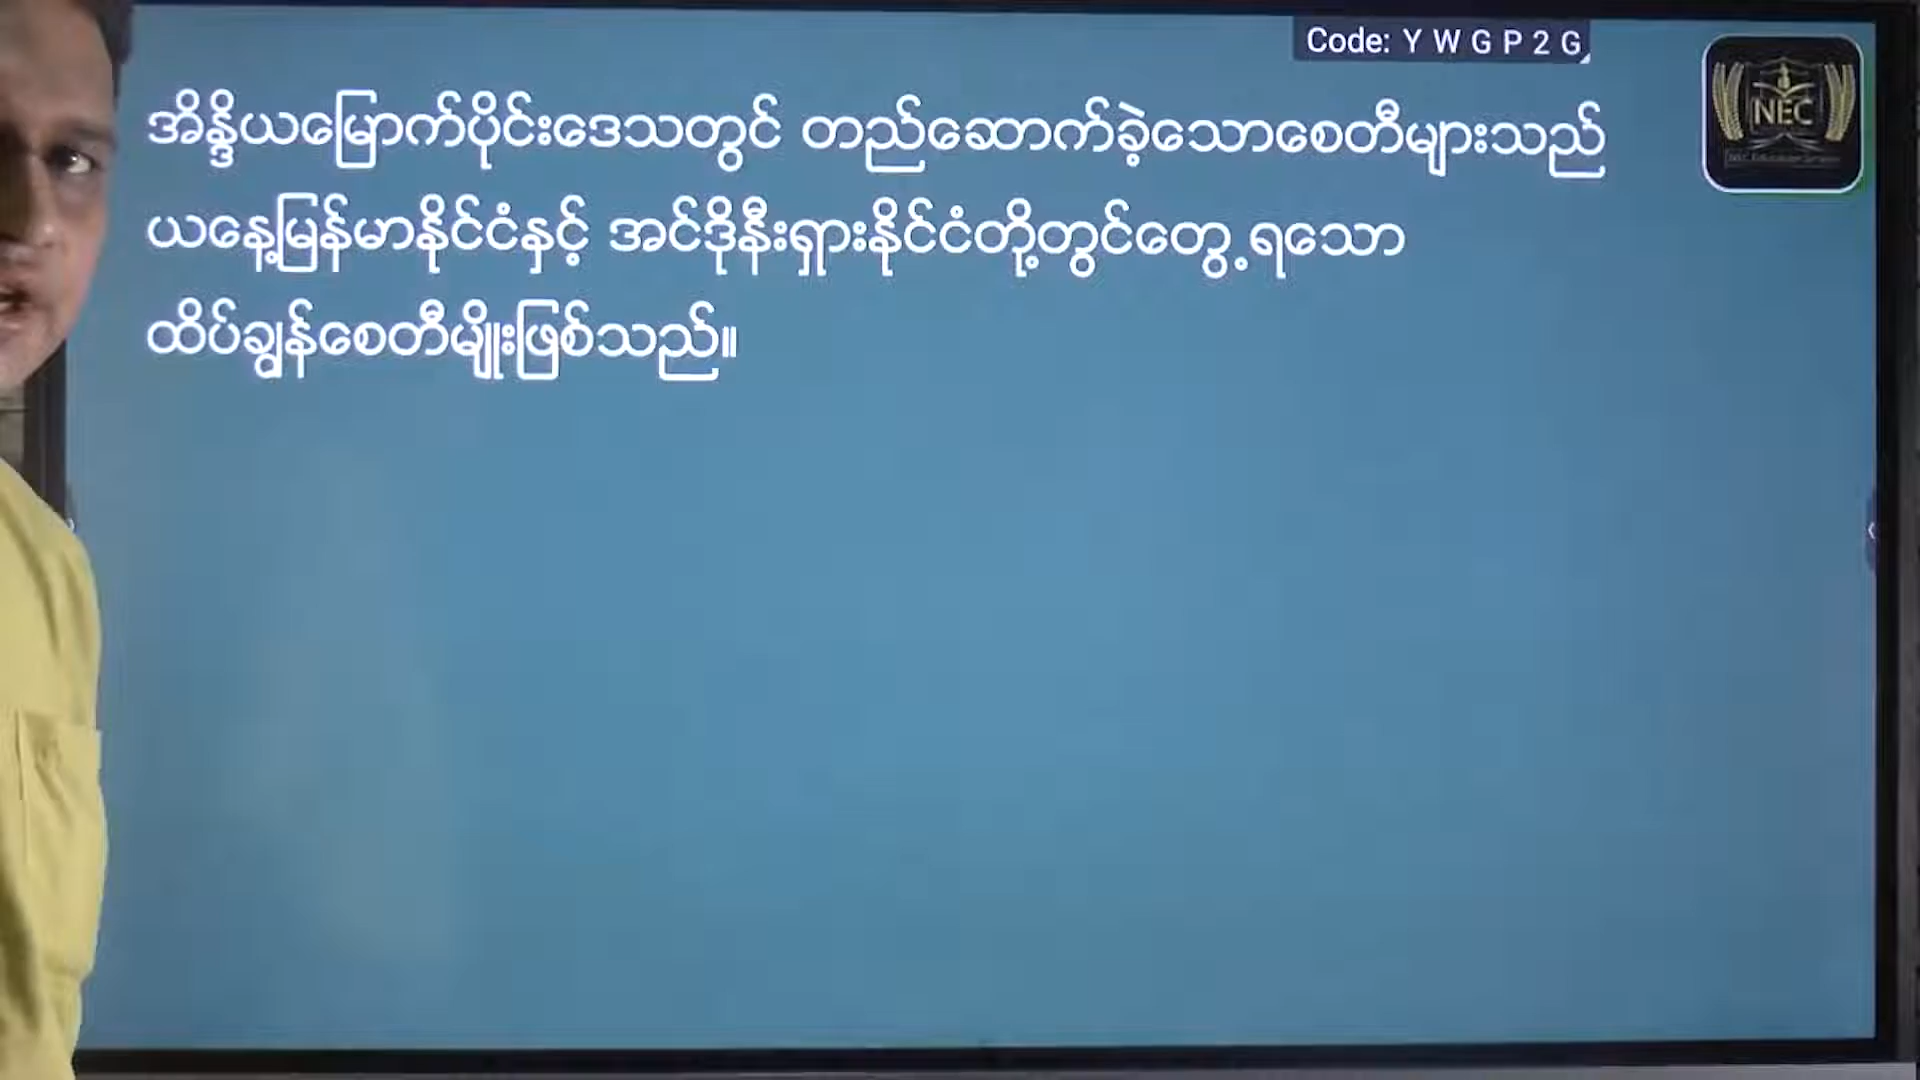 Code: Y W G P 2 G
အိန္ဒိယမြောက်ပိုင်းဒေသတွင် တည်ဆောက်ခဲ့သောစေတီများသည်
ယနေ့မြန်မာနိုင်ငံနှင့် အင်ဒိုနီးရှားနိုင်ငံတို့တွင်တွေ့ရသော
ထိပ်ချွန်စေတီမျိုးဖြစ်သည်။
NEC